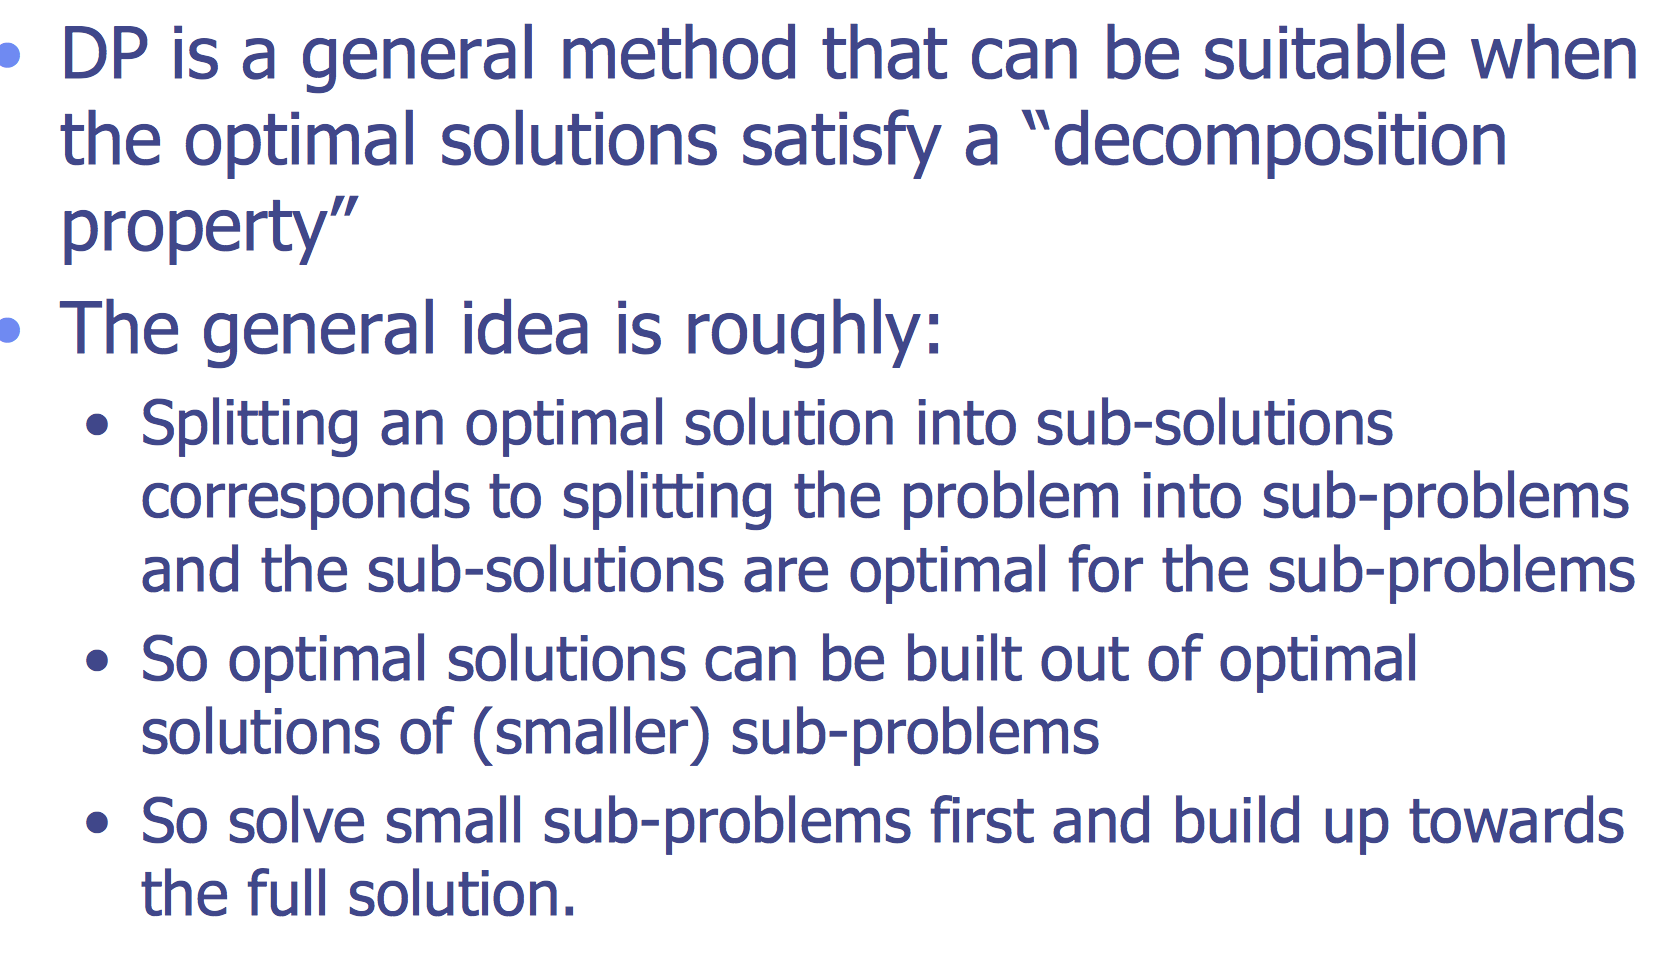 • DP is a general method that can be suitable when
the optimal solutions satisfy a “decomposition
property”
• The general idea is roughly:
• Splitting an optimal solution into sub-solutions
corresponds to splitting the problem into sub-problems
and the sub-solutions are optimal for the sub-problems
• So optimal solutions can be built out of optimal
solutions of (smaller) sub-problems
• So solve small sub-problems first and build up towards
the full solution.